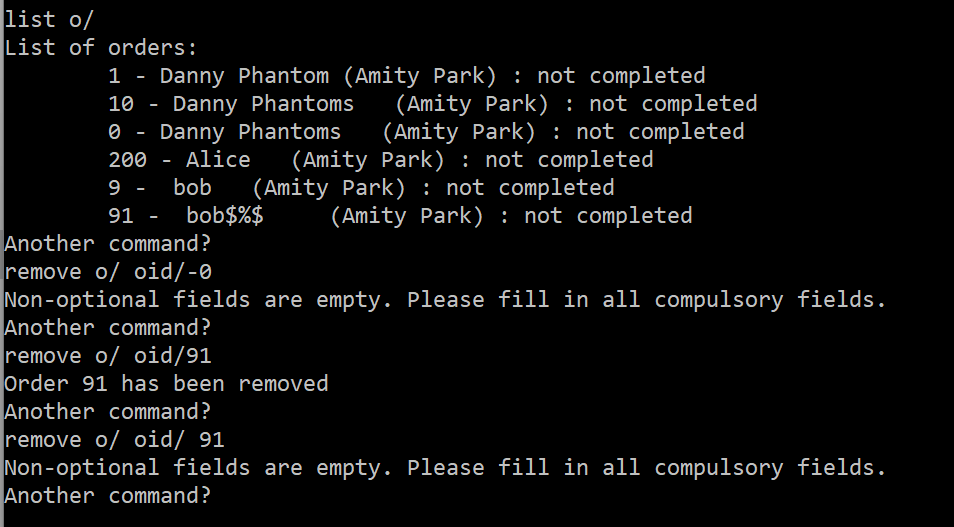 list o/
List of orders:
        1 - Danny Phantom (Amity Park) : not completed
        10 - Danny Phantoms   (Amity Park) : not completed
        0 - Danny Phantoms   (Amity Park) : not completed
        200 - Alice   (Amity Park) : not completed
        9 -  bob   (Amity Park) : not completed
        91 -  bob$%$     (Amity Park) : not completed
Another command?
remove o/ oid/-0
Non-optional fields are empty. Please fill in all compulsory fields.
Another command?
remove o/ oid/91
Order 91 has been removed
Another command?
remove o/ oid/ 91
Non-optional fields are empty. Please fill in all compulsory fields.
Another command?